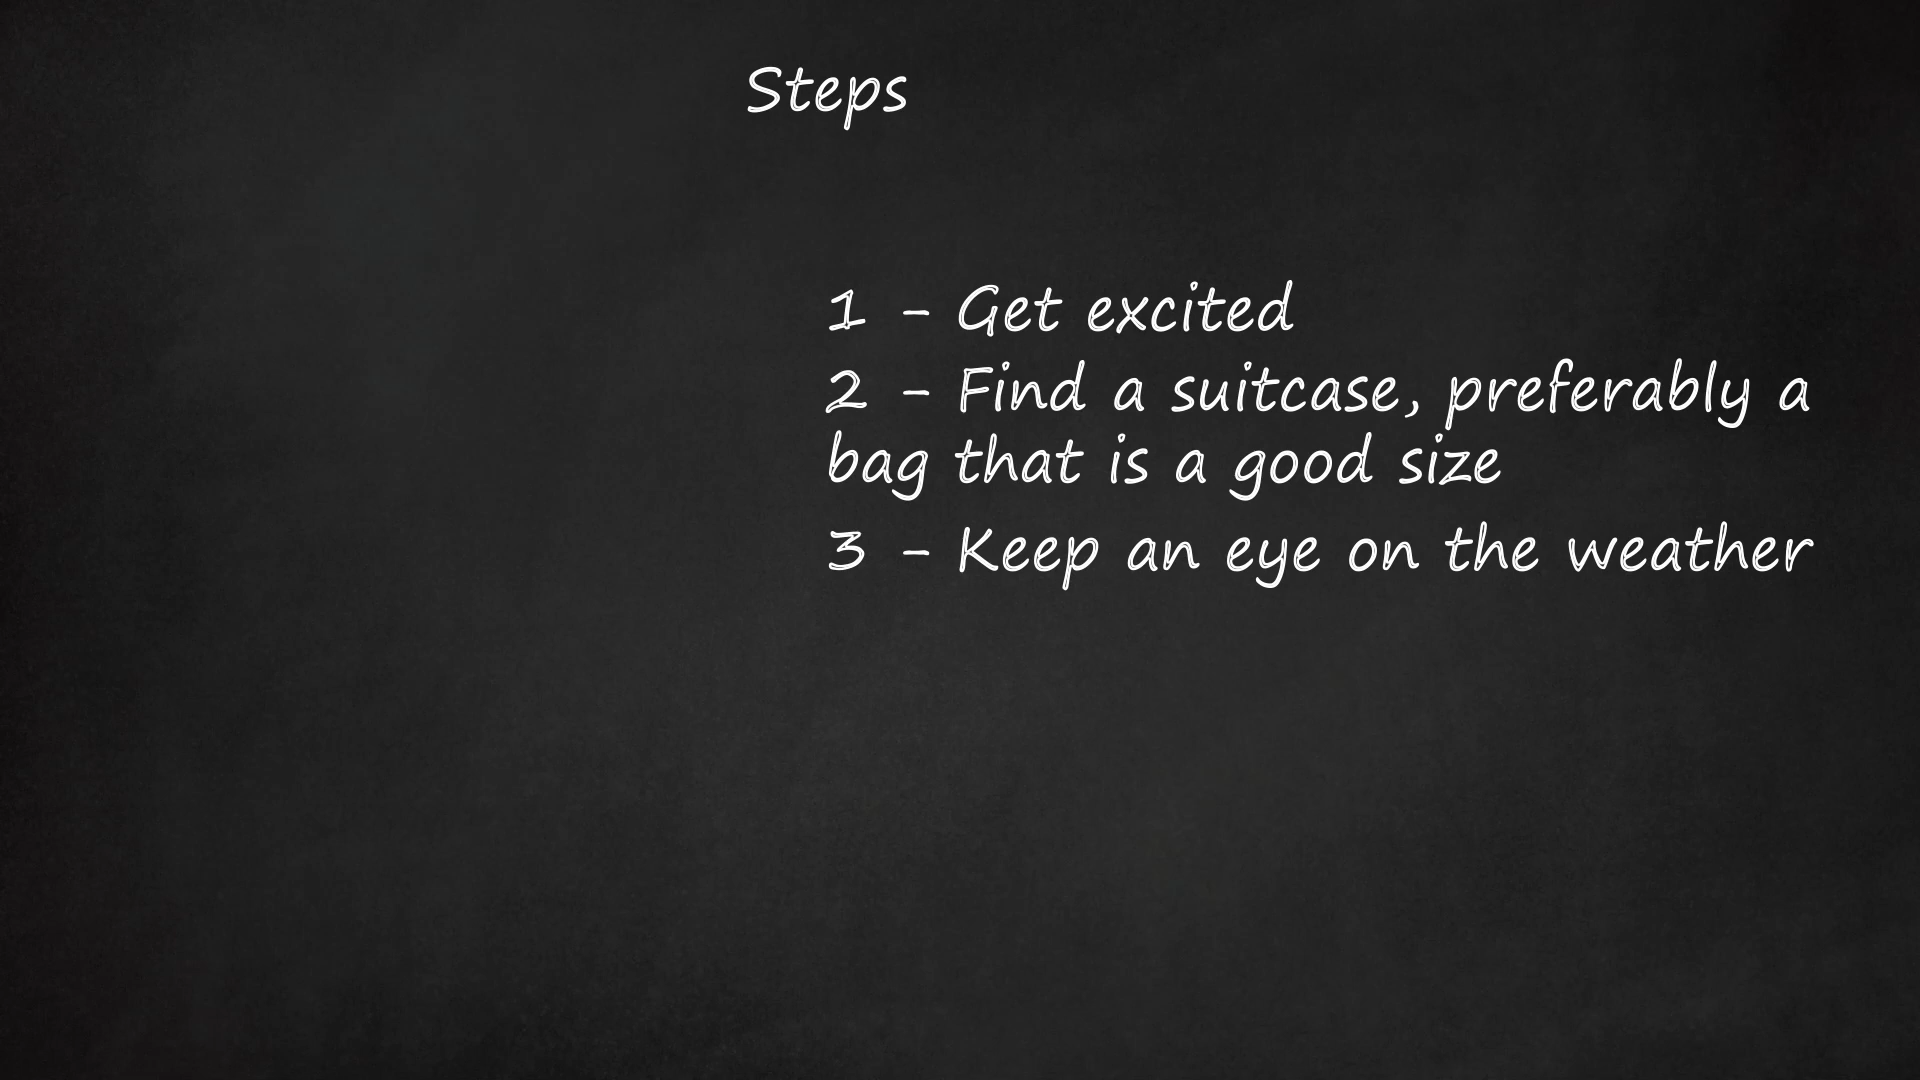 Steps
1 - Get excited
2 - Find a suitcase, preferably a
bag that is a good size
3 - Keep an eye on the weather